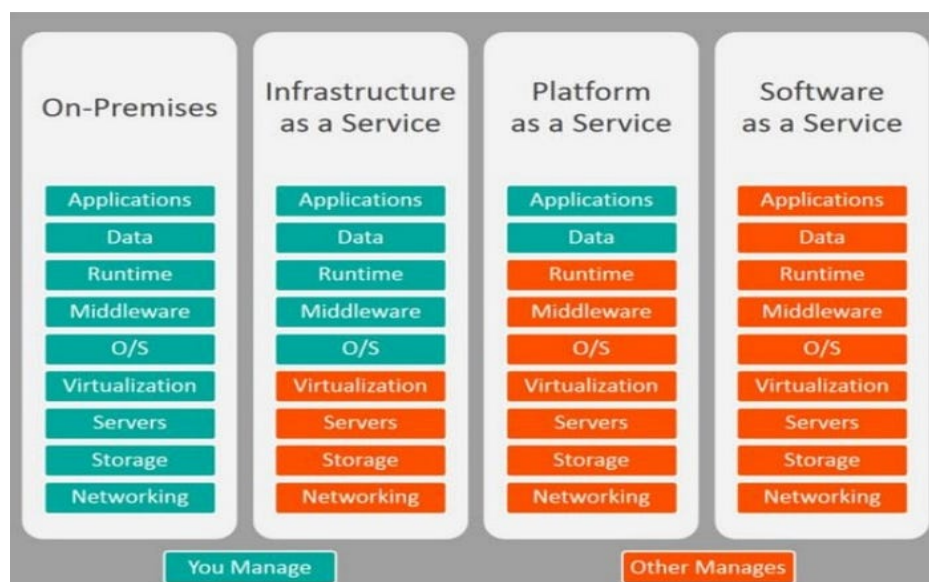 On-Premises
Applications
Data
Runtime
Middleware
O/S
Virtualization
Servers
Storage
Networking
Infrastructure
as a Service
Applications
Data
Runtime
Middleware
O/S
Virtualization
Servers
Storage
Networking
Platform
as a Service
Applications
Data
Runtime
Middleware
O/S
Virtualization
Servers
Storage
Networking
Software
as a Service
Applications
Data
Runtime
Middleware
O/S
Virtualization
Servers
Storage
Networking
You Manage
Other Manages